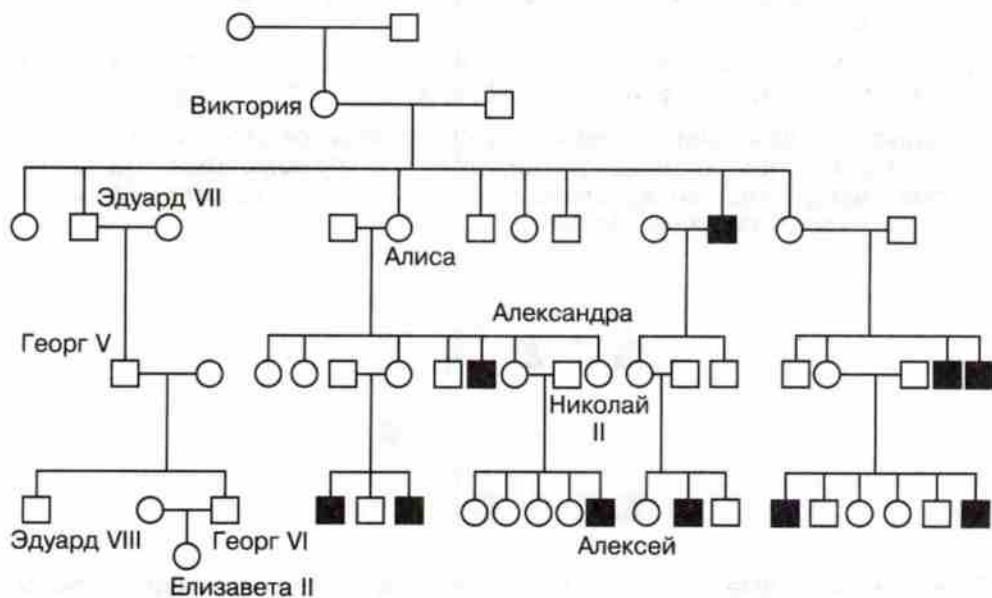 Виктория
Эдуард VII
Алиса
Александра
Георг V
Николай
II
Эдуард VIII
Георг VI
Алексей
Елизавета II